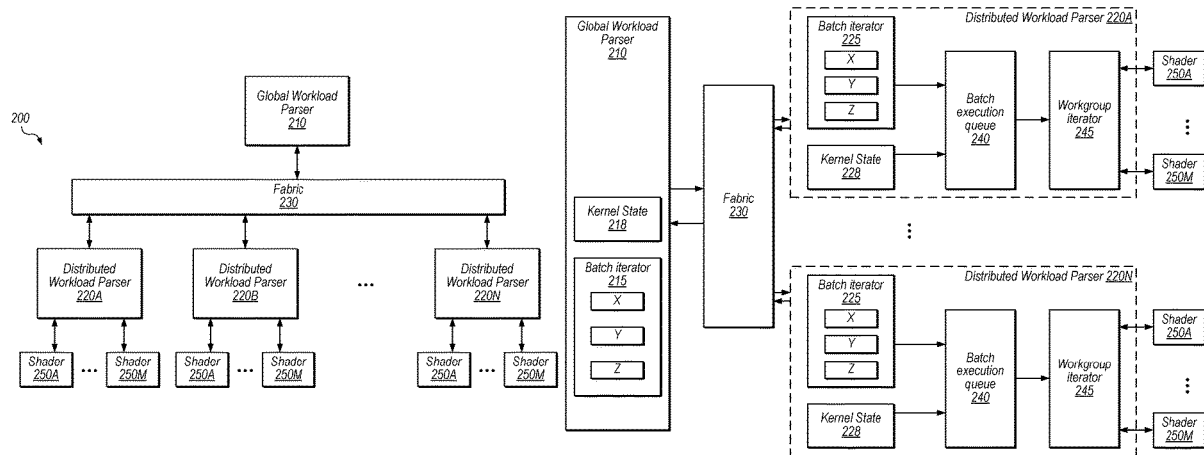 200
Global Workload
Parser
210
Fabric
230
Distributed
Workload Parser
220A
Distributed
Workload Parser
220B
...
Distributed
Workload Parser
220N
Shader
250A
...
Shader
250M
Shader
250A
...
Shader
250M
Shader
250A
...
Shader
250M
Global Workload
Parser
210
Kernel State
218
Batch iterator
215
X
Y
Z
Fabric
230
Distributed Workload Parser 220A
Batch iterator
225
X
Y
Z
Kernel State
228
Batch
execution
queue
240
Workgroup
iterator
245
Shader
250A
...
Shader
250M
...
Distributed Workload Parser 220N
Batch iterator
225
X
Y
Z
Kernel State
228
Batch
execution
queue
240
Workgroup
iterator
245
Shader
250A
...
Shader
250M